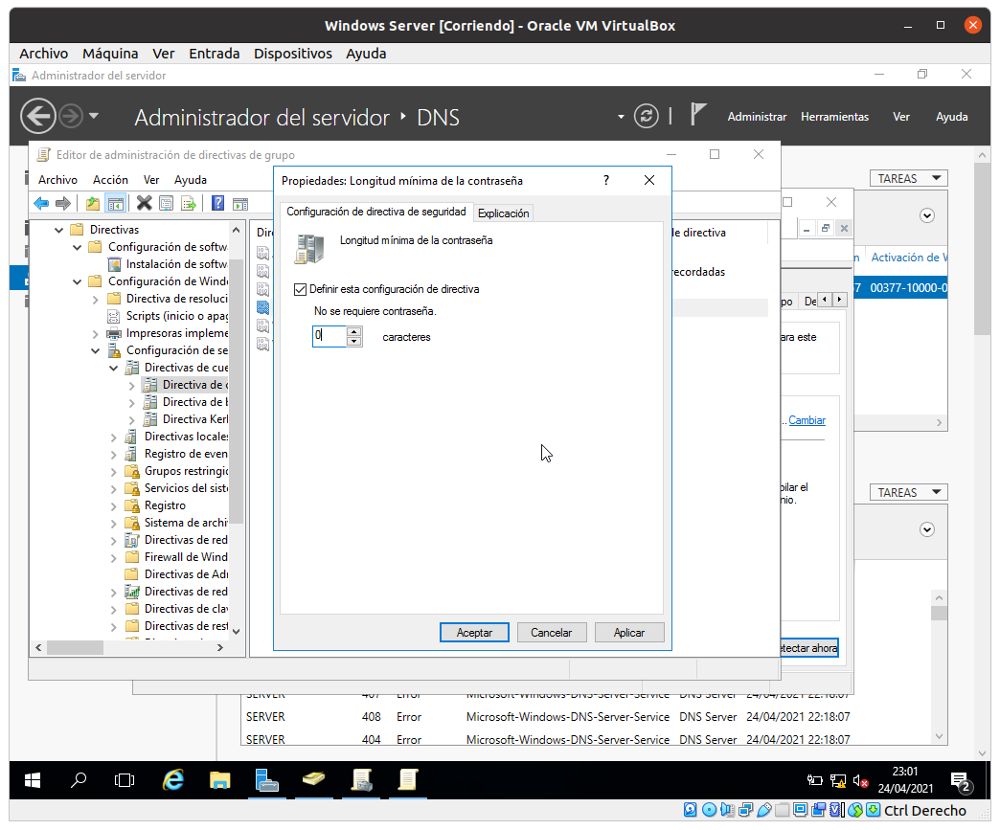 Windows Server [Corriendo] - Oracle VM VirtualBox
Archivo Máquina Ver Entrada Dispositivos Ayuda
Administrador del servidor
Administrador del servidor DNS
Administrar Herramientas Ver Ayuda
Editor de administración de directivas de grupo
Archivo Acción Ver Ayuda
Directivas
Configuración de softw
Instalación de softwa
Configuración de Windo
Directiva de resoluci
Scripts (inicio o apag
Impresoras impleme
Configuración de se
Directivas de cue
Directiva de c
Directiva de b
Directiva Kerl
Directivas locales
Registro de even
Grupos restringic
Servicios del siste
Registro
Sistema de archi
Directivas de red
Firewall de Wind
Directivas de Adr
Directivas de red
Directivas de clav
Directivas de rest
Dire
Propiedades: Longitud mínima de la contraseña
?
Configuración de directiva de seguridad Explicación
Longitud mínima de la contraseña
Definir esta configuración de directiva
No se requiere contraseña.
0 caracteres
Aceptar Cancelar Aplicar
de directiva
recordadas
TAREAS
n Activación de W
7 00377-10000-0
po De
ara este
... Cambiar
pilar el
nio.
etectar ahora
TAREAS
SERVER 407 Error Microsoft-Windows-DNS-Server-Service DNS Server 24/04/2021 22:18:07
SERVER 408 Error Microsoft-Windows-DNS-Server-Service DNS Server 24/04/2021 22:18:07
SERVER 404 Error Microsoft-Windows-DNS-Server-Service DNS Server 24/04/2021 22:18:07
23:01
24/04/2021
2
Ctrl Derecho